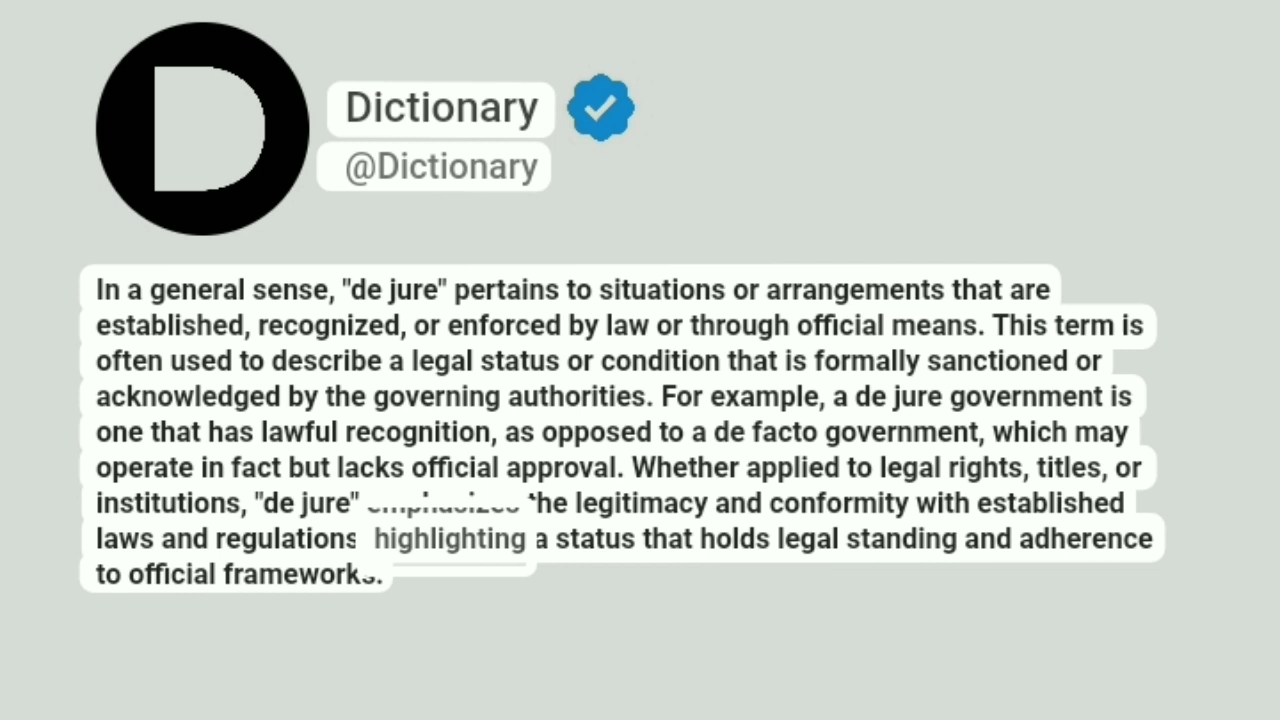 D
Dictionary
@Dictionary
In a general sense, "de jure" pertains to situations or arrangements that are
established, recognized, or enforced by law or through official means. This term is
often used to describe a legal status or condition that is formally sanctioned or
acknowledged by the governing authorities. For example, a de jure government is
one that has lawful recognition, as opposed to a de facto government, which may
operate in fact but lacks official approval. Whether applied to legal rights, titles, or
institutions, "de jure" emphasizes the legitimacy and conformity with established
laws and regulations highlighting a status that holds legal standing and adherence
to official frameworks.